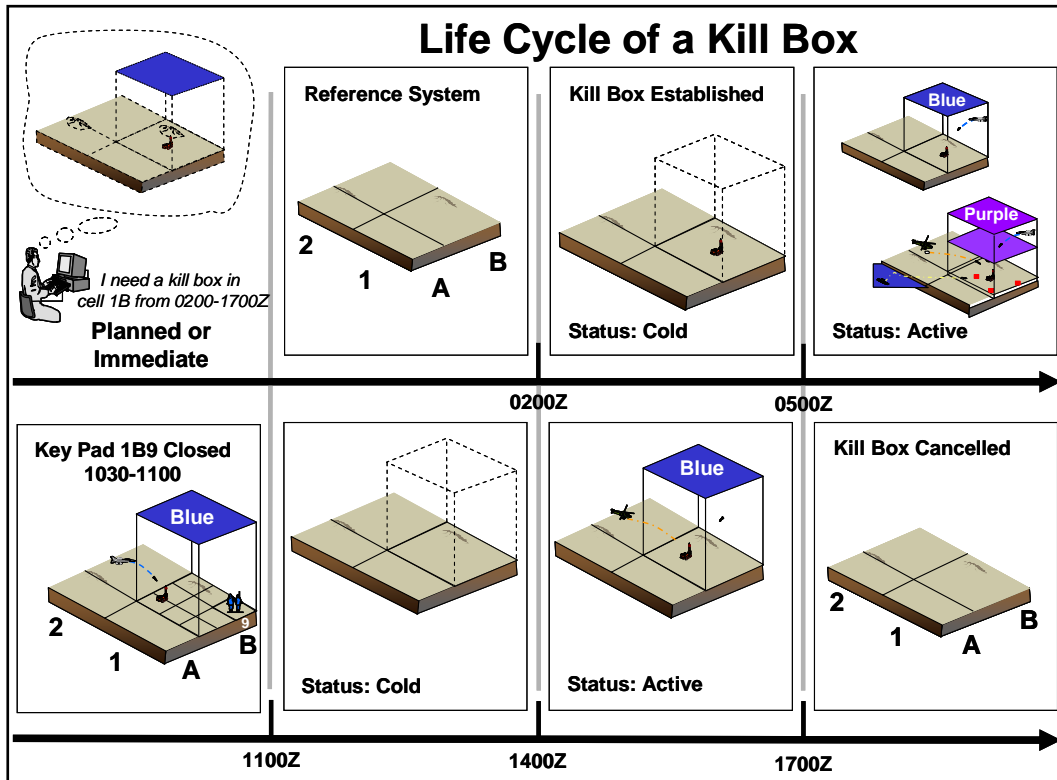 Life Cycle of a Kill Box
I need a kill box in
cell 1B from 0200-1700Z
Planned or
Immediate
Reference System
2
1
A
B
Kill Box Established
Status: Cold
Blue
Purple
Status: Active
0200Z
0500Z
Key Pad 1B9 Closed
1030-1100
Blue
9
2
1
A
B
Status: Cold
Blue
Status: Active
Kill Box Cancelled
2
1
A
B
1100Z
1400Z
1700Z